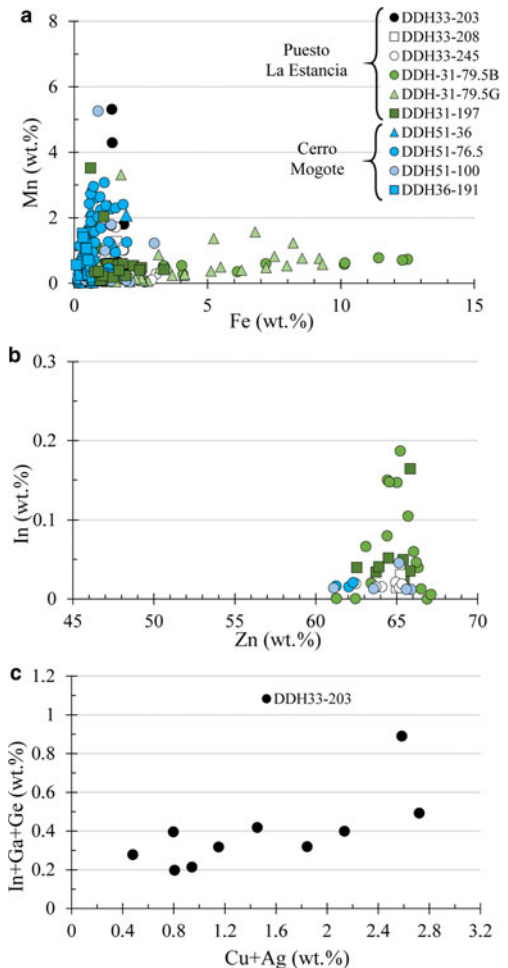 a
8
6
4
2
0
Mn (wt.%)
0 5 10 15
Fe (wt.%)
Puesto
La Estancia
Cerro
Mogote
DDH33-203
DDH33-208
DDH33-245
DDH-31-79.5B
DDH-31-79.5G
DDH31-197
DDH51-36
DDH51-76.5
DDH51-100
DDH36-191
b
0.3
0.2
0.1
0
In (wt.%)
45 50 55 60 65 70
Zn (wt.%)
c
1.2
1
0.8
0.6
0.4
0.2
0
In+Ga+Ge (wt.%)
DDH33-203
0 0.4 0.8 1.2 1.6 2 2.4 2.8 3.2
Cu+Ag (wt.%)